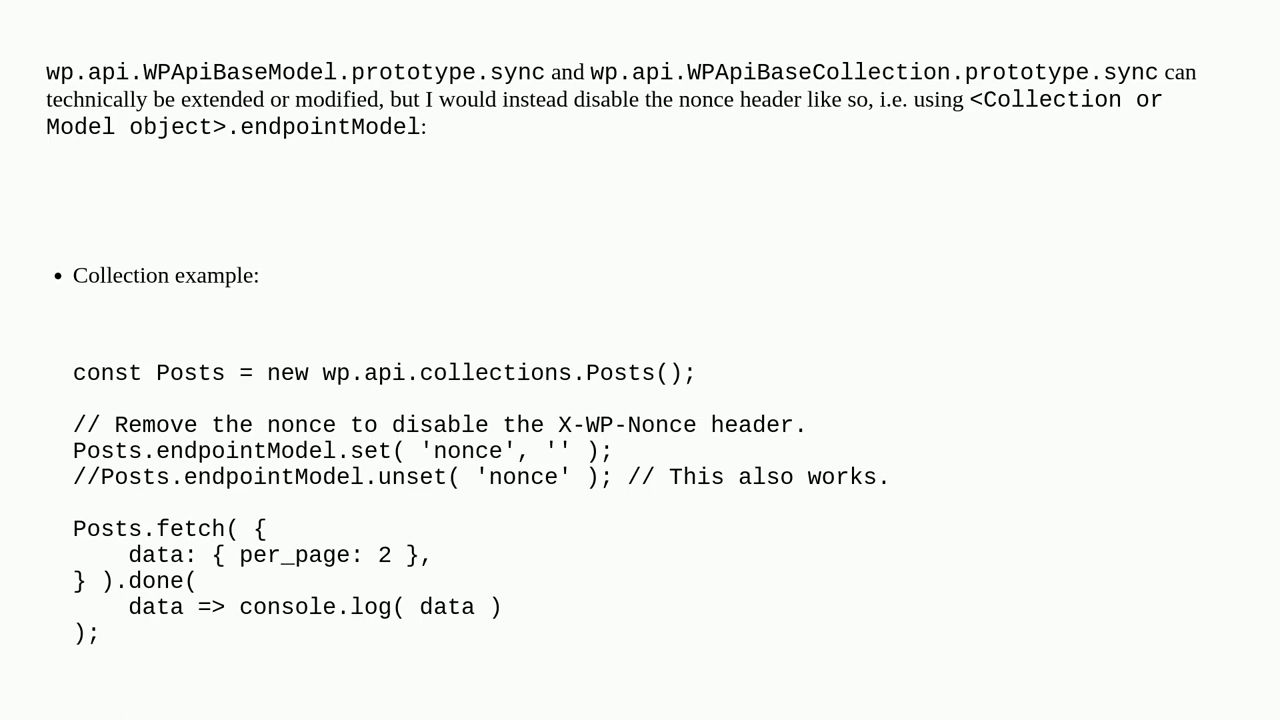 wp.api.WPApiBaseModel.prototype.sync and wp.api.WPApiBaseCollection.prototype.sync can
technically be extended or modified, but I would instead disable the nonce header like so, i.e. using <Collection or
Model object>.endpointModel:
• Collection example:
const Posts = new wp.api.collections.Posts();
// Remove the nonce to disable the X-WP-Nonce header.
Posts.endpointModel.set( 'nonce', '' );
//Posts.endpointModel.unset( 'nonce' ); // This also works.
Posts.fetch( {
    data: { per_page: 2 },
} ).done(
    data => console.log( data )
);